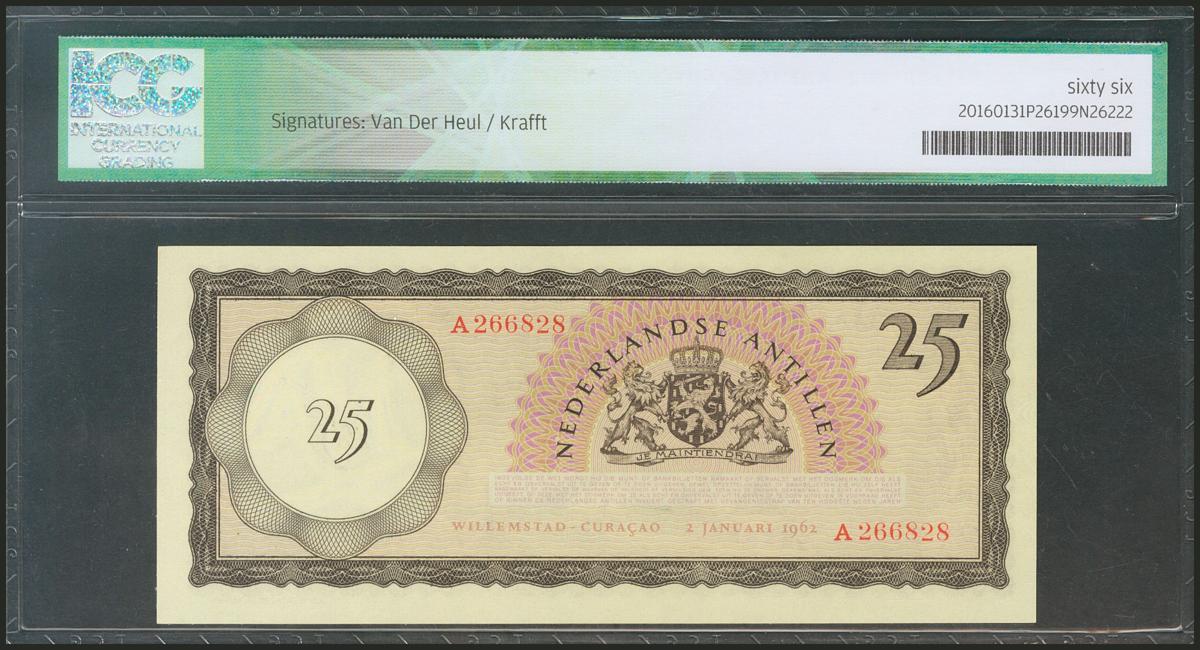 ICG
INTERNATIONAL
CURRENCY
GRADING
Signatures: Van Der Heul / Krafft
sixty six
20160131P26199N26222
A 266828
25
NEDERLANDSE ANTILLEN
25
JE MAINTIENDRAI
WILLEMSTAD - CURAÇAO 2 JANUARI 1962
A 266828